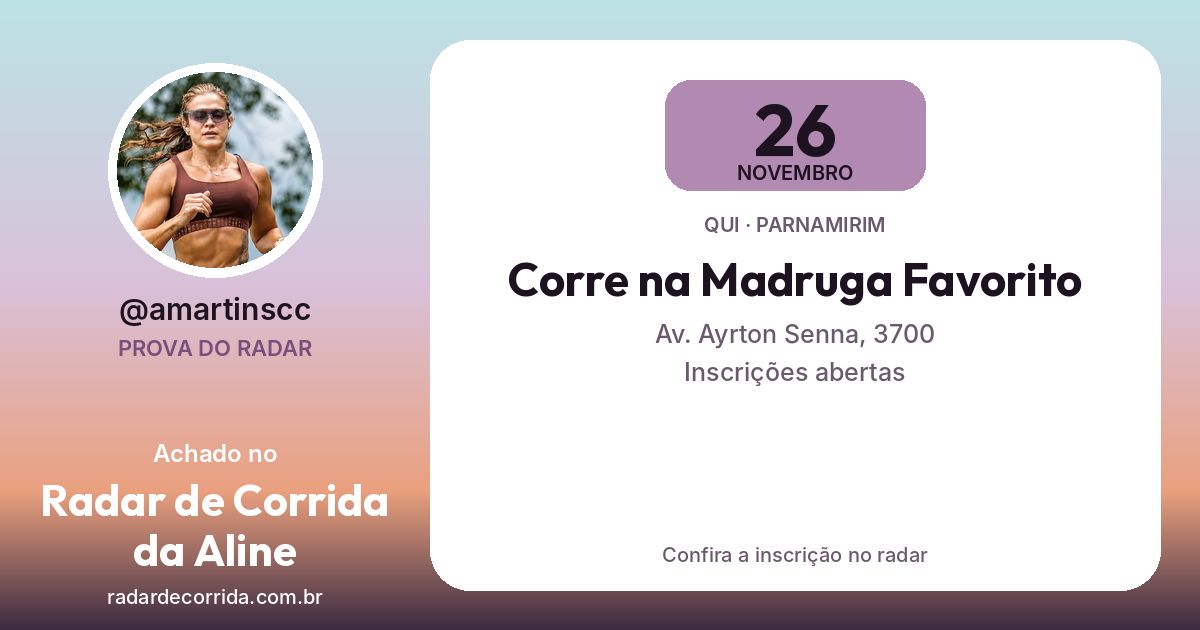 @amartinscc
PROVA DO RADAR
Achado no
Radar de Corrida
da Aline
radardecorrida.com.br
26
NOVEMBRO
QUI · PARNAMIRIM
Corre na Madruga Favorito
Av. Ayrton Senna, 3700
Inscrições abertas
Confira a inscrição no radar